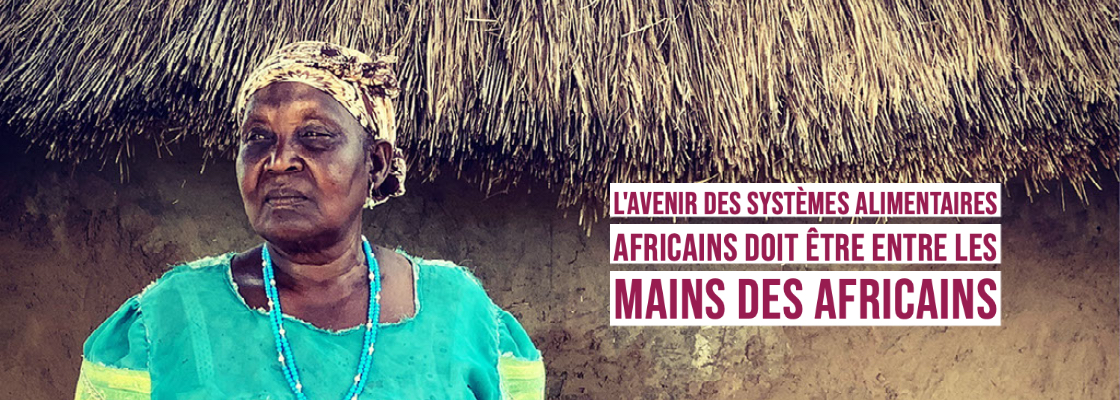 L'AVENIR DES SYSTÈMES ALIMENTAIRES
AFRICAINS DOIT ÊTRE ENTRE LES
MAINS DES AFRICAINS